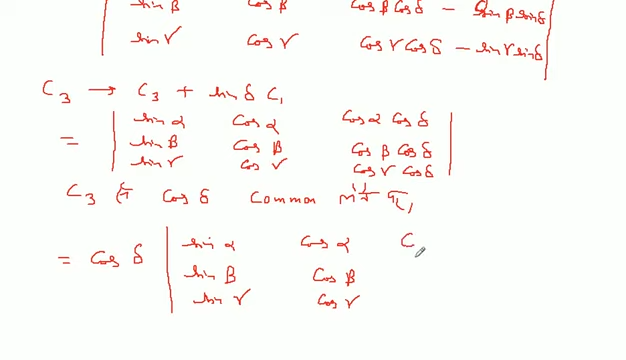 sin β cos β cos β cos δ − sin β sin δ
sin γ cos γ cos γ cos δ − sin γ sin δ
C₃ → C₃ + sin δ C₁
= | sin α cos α cos α cos δ |
sin β cos β cos β cos δ
sin γ cos γ cos γ cos δ
C₃ से cos δ common लेने पर,
= cos δ | sin α cos α C
sin β cos β
sin γ cos γ